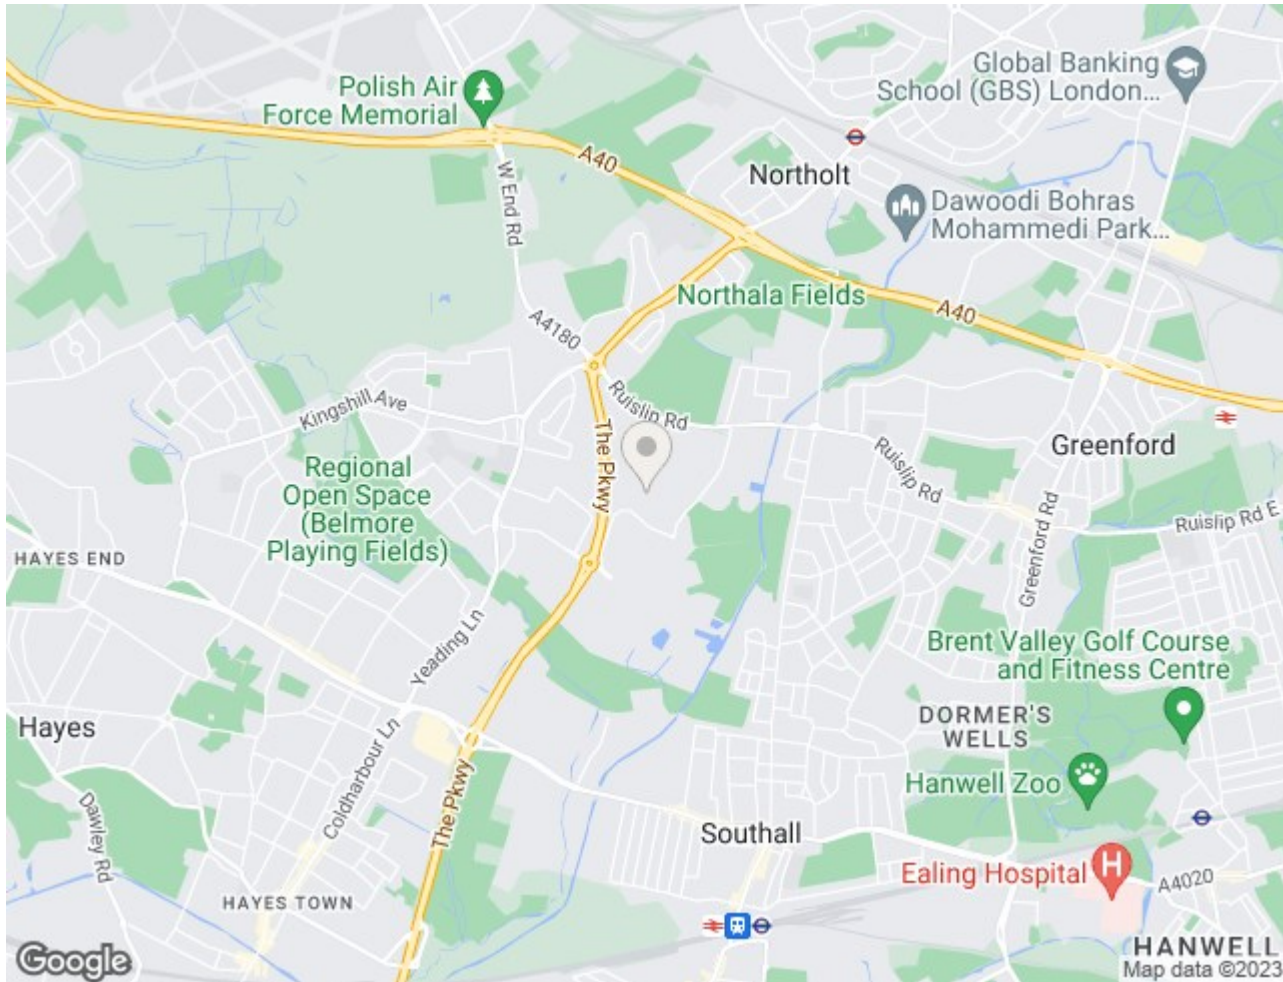 Polish Air
Force Memorial
Global Banking
School (GBS) London...
A40
Northolt
W End Rd
Dawoodi Bohras
Mohammedi Park...
Northala Fields
A40
A4180
Kingshill Ave
Ruislip Rd
The Pkwy
Ruislip Rd
Greenford
Regional
Open Space
(Belmore
Playing Fields)
Ruislip Rd E
HAYES END
Greenford Rd
Yeading Ln
Brent Valley Golf Course
and Fitness Centre
Hayes
DORMER'S
WELLS
Coldharbour Ln
The Pkwy
Hanwell Zoo
Dawley Rd
Southall
Ealing Hospital
H
A4020
HAYES TOWN
HANWELL
Google
Map data ©2023